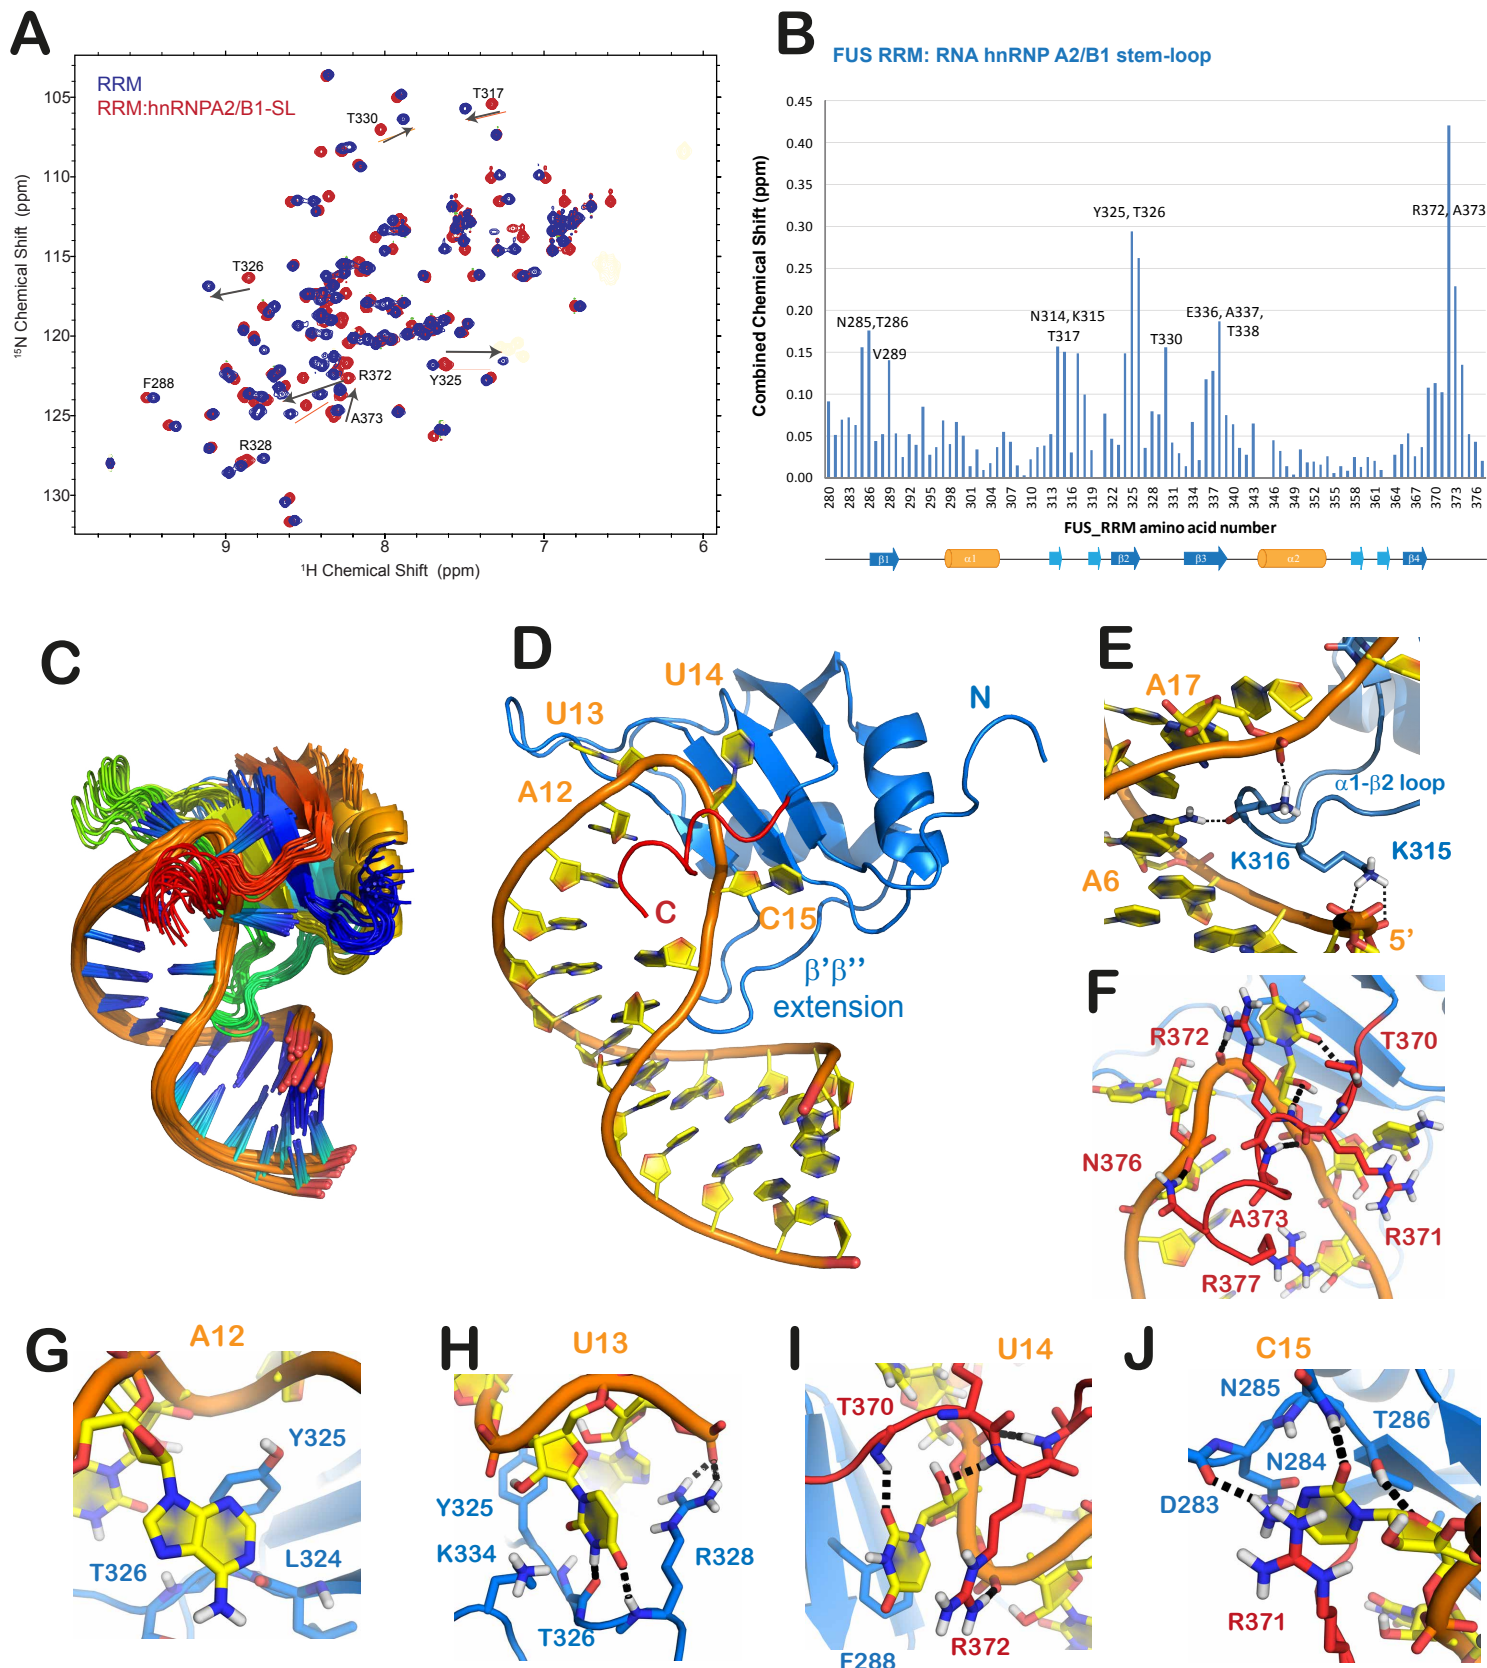 A
RRM
RRM:hnRNPA2/B1-SL
T317
T330
T326
F288
R372
Y325
A373
R328
105
110
115
120
125
130
9
8
7
6
15N Chemical Shift (ppm)
1H Chemical Shift (ppm)
B
FUS RRM: RNA hnRNP A2/B1 stem-loop
0.45
0.40
0.35
0.30
0.25
0.20
0.15
0.10
0.05
0.00
Combined Chemical Shift (ppm)
N285,T286
V289
N314, K315
T317
Y325, T326
T330
E336, A337,
T338
R372, A373
280 283 286 289 292 295 298 301 304 307 310 313 316 319 322 325 328 331 334 337 340 343 346 349 352 355 358 361 364 367 370 373 376
FUS_RRM amino acid number
β1 α1 β2 β3 α2 β4
C
D
U14
U13
N
A12
C
C15
β'β''
extension
E
A17
α1-β2 loop
K316
K315
A6
5'
F
R372
T370
N376
A373
R371
R377
G
A12
Y325
T326
L324
H
U13
Y325
K334
R328
T326
I
U14
T370
R372
F288
J
C15
N285
T286
N284
D283
R371